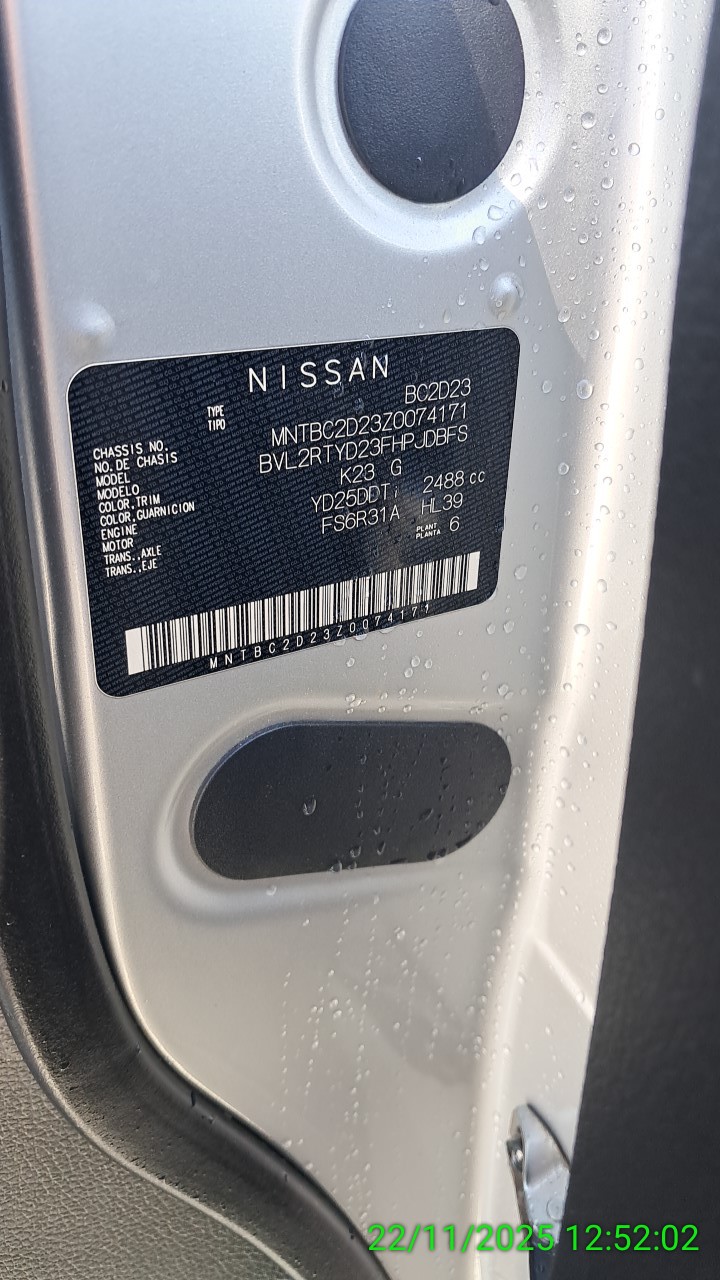 NISSAN
TYPE
TIPO
BC2D23
CHASSIS NO.
NO. DE CHASIS
MNTBC2D23Z0074171
MODEL
MODELO
BVL2RTYD23FHPJDBFS
COLOR,TRIM
COLOR,GUARNICION
K23 G
ENGINE
MOTOR
YD25DDTi 2488 cc
TRANS.,AXLE
TRANS.,EJE
FS6R31A HL39
PLANT
PLANTA
6
MNTBC2D23Z0074171
22/11/2025 12:52:02